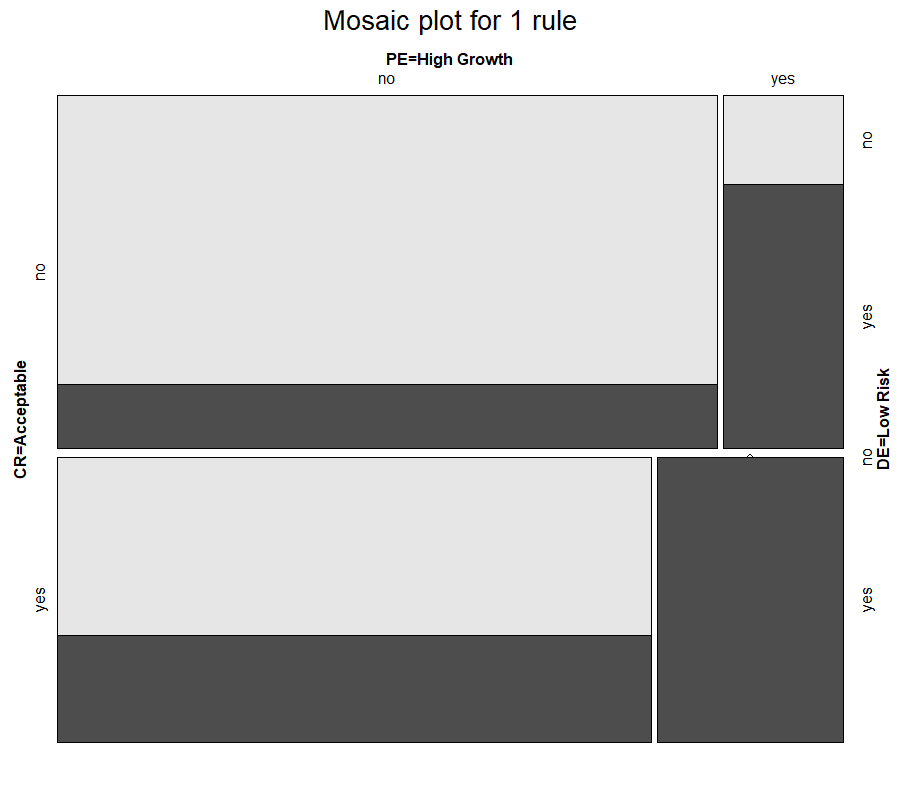 Mosaic plot for 1 rule
PE=High Growth
no
yes
no
yes
CR=Acceptable
no
yes
no
yes
DE=Low Risk